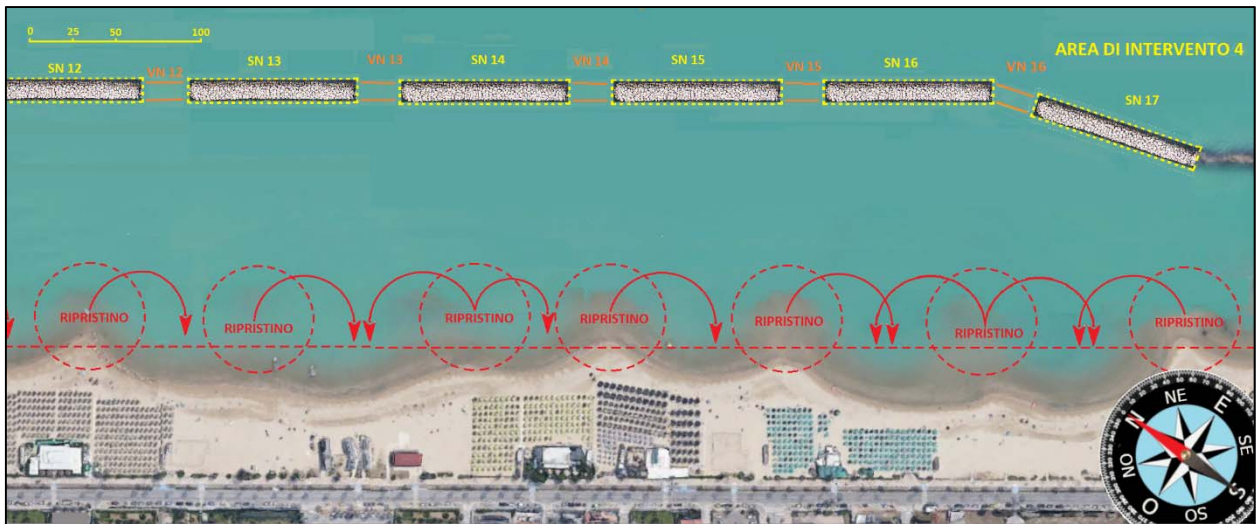 0 25 50 100
AREA DI INTERVENTO 4
SN 12
VN 12
SN 13
VN 13
SN 14
VN 14
SN 15
VN 15
SN 16
VN 16
SN 17
RIPRISTINO
RIPRISTINO
RIPRISTINO
RIPRISTINO
RIPRISTINO
RIPRISTINO
RIPRISTINO
N
NE
E
SE
S
SO
O
NO